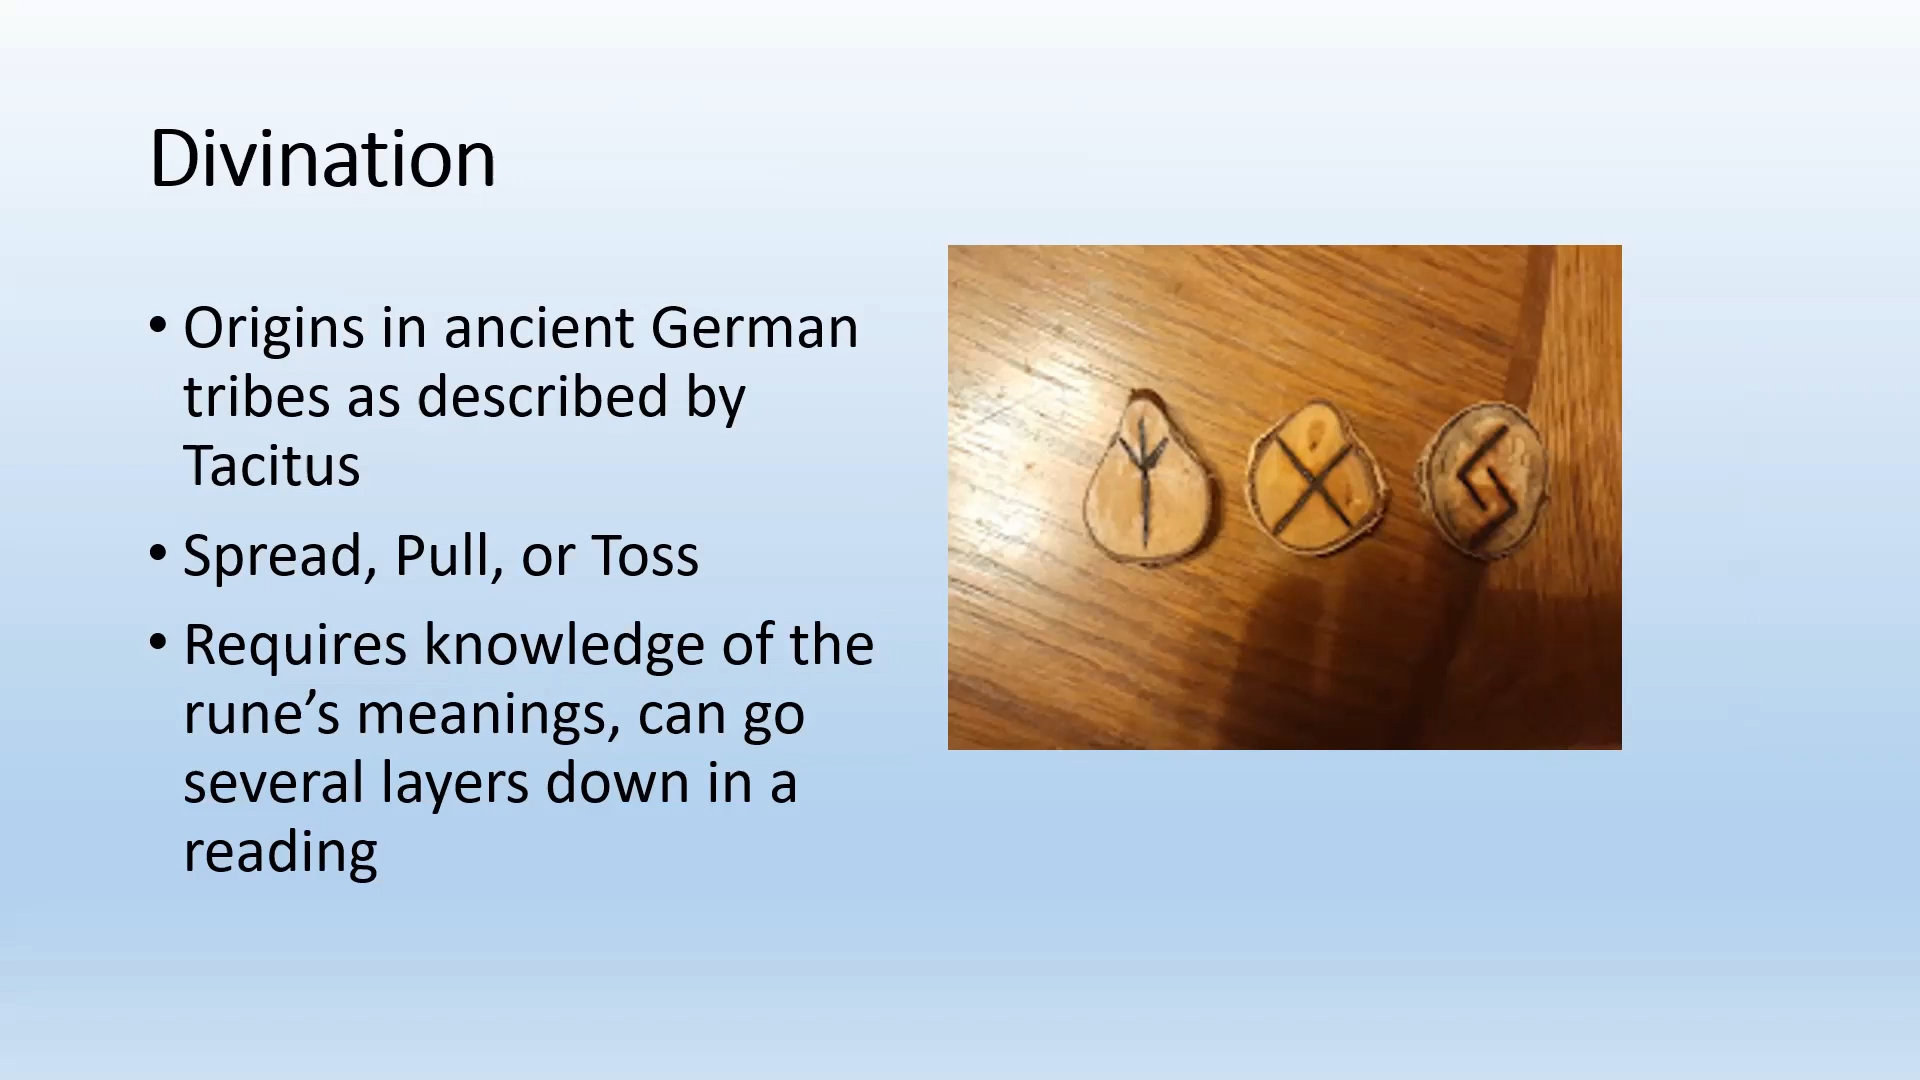 Divination
• Origins in ancient German
tribes as described by
Tacitus
• Spread, Pull, or Toss
• Requires knowledge of the
rune’s meanings, can go
several layers down in a
reading
ᛉ ᚷ ᛃ